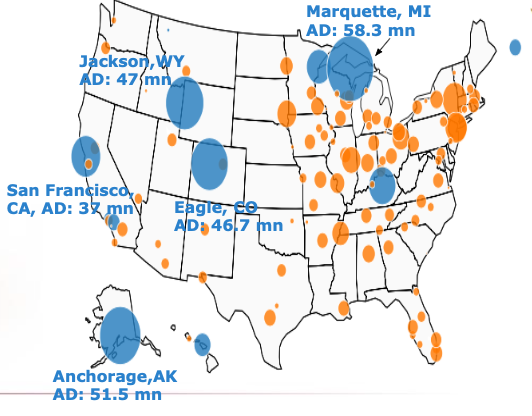 Marquette, MI
AD: 58.3 mn
Jackson,WY
AD: 47 mn
San Francisco,
CA, AD: 37 mn
Eagle, CO
AD: 46.7 mn
Anchorage,AK
AD: 51.5 mn